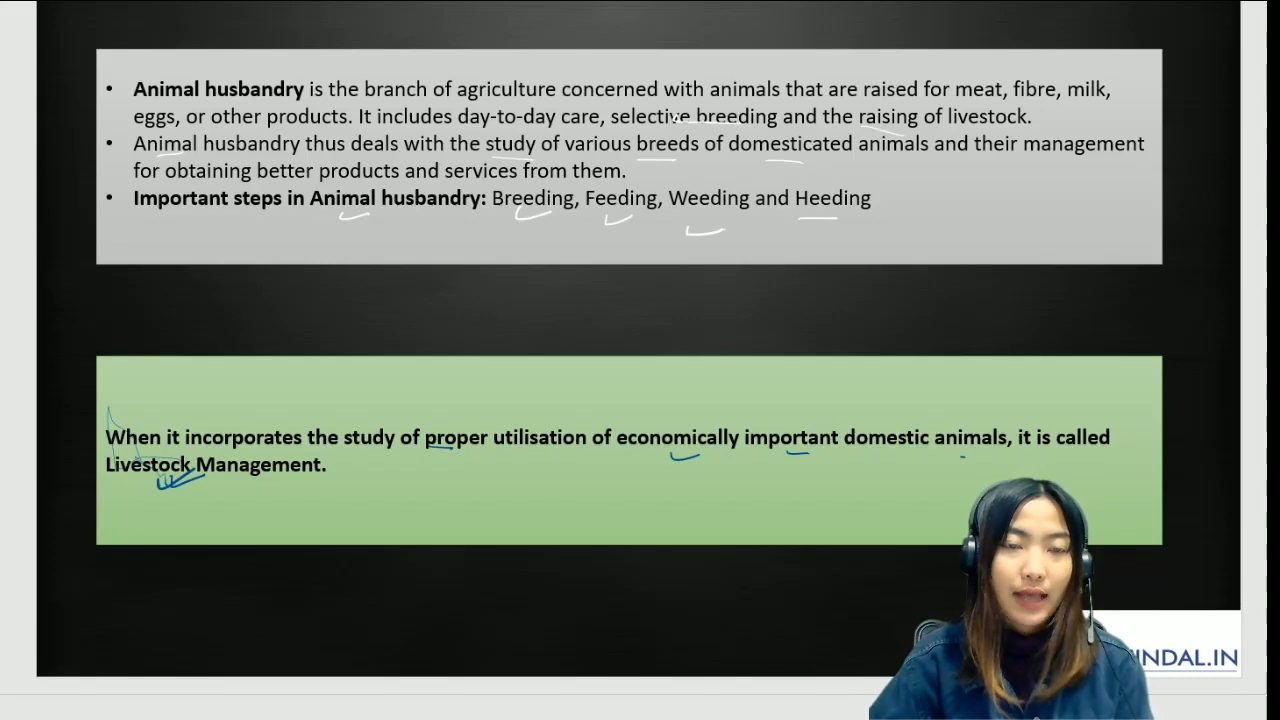 • Animal husbandry is the branch of agriculture concerned with animals that are raised for meat, fibre, milk,
eggs, or other products. It includes day-to-day care, selective breeding and the raising of livestock.
• Animal husbandry thus deals with the study of various breeds of domesticated animals and their management
for obtaining better products and services from them.
• Important steps in Animal husbandry: Breeding, Feeding, Weeding and Heeding
When it incorporates the study of proper utilisation of economically important domestic animals, it is called
Livestock Management.
INDAL.IN